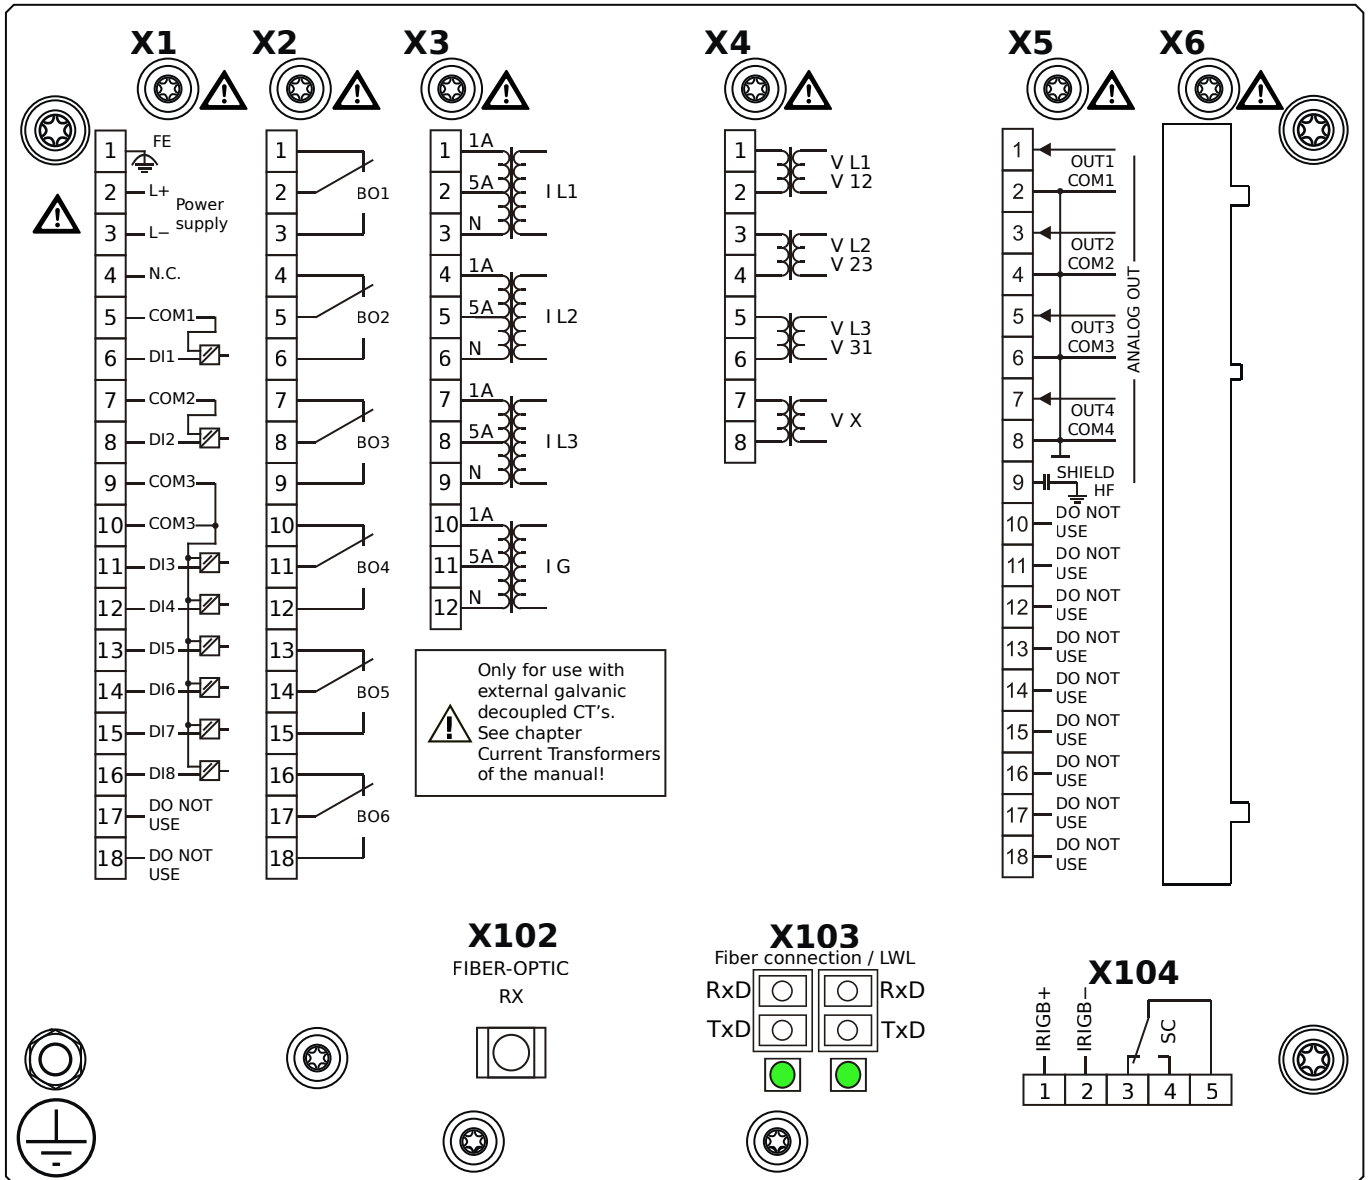 X1
X2
X3
X4
X5
X6
1 FE
2 L+
Power
supply
3 L−
4 N.C.
5 COM1
6 DI1
7 COM2
8 DI2
9 COM3
10 COM3
11 DI3
12 DI4
13 DI5
14 DI6
15 DI7
16 DI8
17 DO NOT
USE
18 DO NOT
USE
1
2 BO1
3
4
5 BO2
6
7
8 BO3
9
10
11 BO4
12
13
14 BO5
15
16
17 BO6
18
1 1A
2 5A I L1
3 N
4 1A
5 5A I L2
6 N
7 1A
8 5A I L3
9 N
10 1A
11 5A I G
12 N
Only for use with
external galvanic
decoupled CT's.
See chapter
Current Transformers
of the manual!
1 V L1
2 V 12
3 V L2
4 V 23
5 V L3
6 V 31
7 V X
8
1 OUT1
2 COM1
3 OUT2
4 COM2
5 OUT3
6 COM3
7 OUT4
8 COM4
ANALOG OUT
9 SHIELD
HF
10 DO NOT
USE
11 DO NOT
USE
12 DO NOT
USE
13 DO NOT
USE
14 DO NOT
USE
15 DO NOT
USE
16 DO NOT
USE
17 DO NOT
USE
18 DO NOT
USE
X102
FIBER-OPTIC
RX
X103
Fiber connection / LWL
RxD RxD
TxD TxD
X104
IRIGB+
IRIGB−
SC
1 2 3 4 5